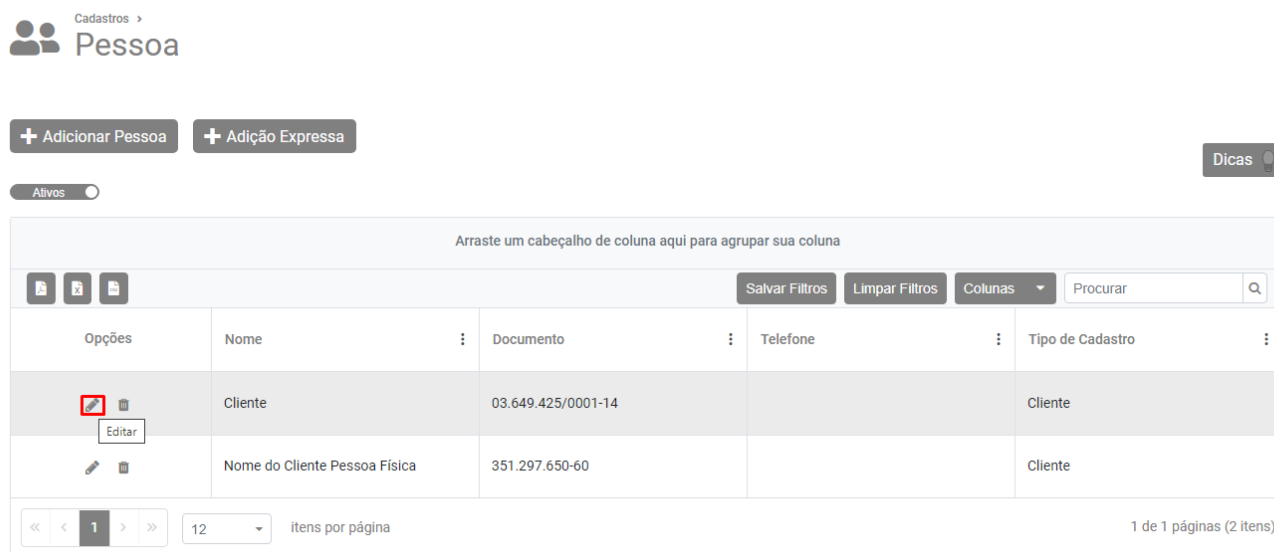 Cadastros ›
Pessoa
Adicionar Pessoa
Adição Expressa
Dicas
Ativos
Arraste um cabeçalho de coluna aqui para agrupar sua coluna
Salvar Filtros Limpar Filtros Colunas Procurar
Opções Nome Documento Telefone Tipo de Cadastro
Cliente 03.649.425/0001-14 Cliente
Editar
Nome do Cliente Pessoa Física 351.297.650-60 Cliente
« ‹ 1 › » 12 itens por página 1 de 1 páginas (2 itens)